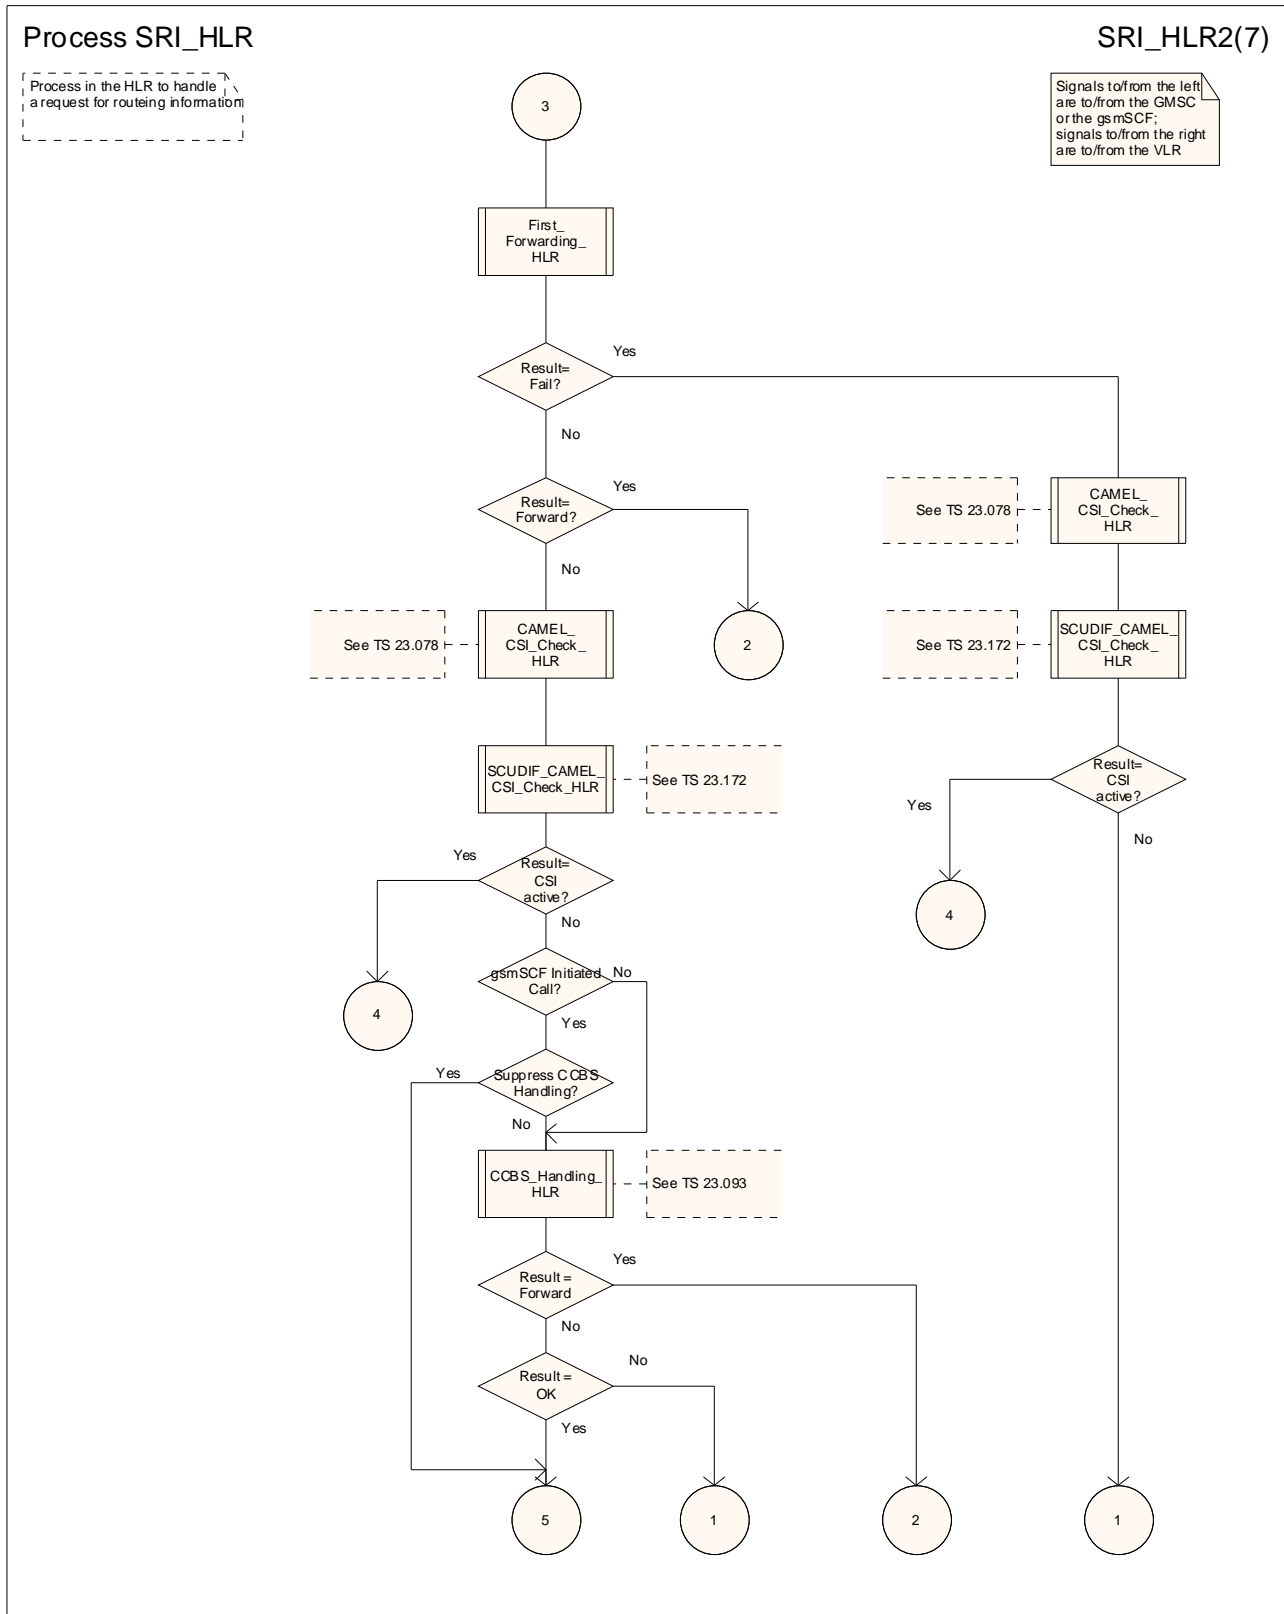 Process SRI_HLR
SRI_HLR2(7)
Process in the HLR to handle
a request for routeing information
3
Signals to/from the left
are to/from the GMSC
or the gsmSCF;
signals to/from the right
are to/from the VLR
First_
Forwarding_
HLR
Result=
Fail?
Yes
No
Result=
Forward?
Yes
No
2
See TS 23.078
CAMEL_
CSI_Check_
HLR
See TS 23.078
CAMEL_
CSI_Check_
HLR
See TS 23.172
SCUDIF_CAMEL_
CSI_Check_
HLR
SCUDIF_CAMEL_
CSI_Check_HLR
See TS 23.172
Result=
CSI
active?
Yes
No
4
Result=
CSI
active?
Yes
No
4
gsmSCF Initiated
Call?
No
Yes
Suppress CCBS
Handling?
Yes
No
CCBS_Handling_
HLR
See TS 23.093
Result =
Forward
Yes
No
Result =
OK
No
Yes
5
1
2
1